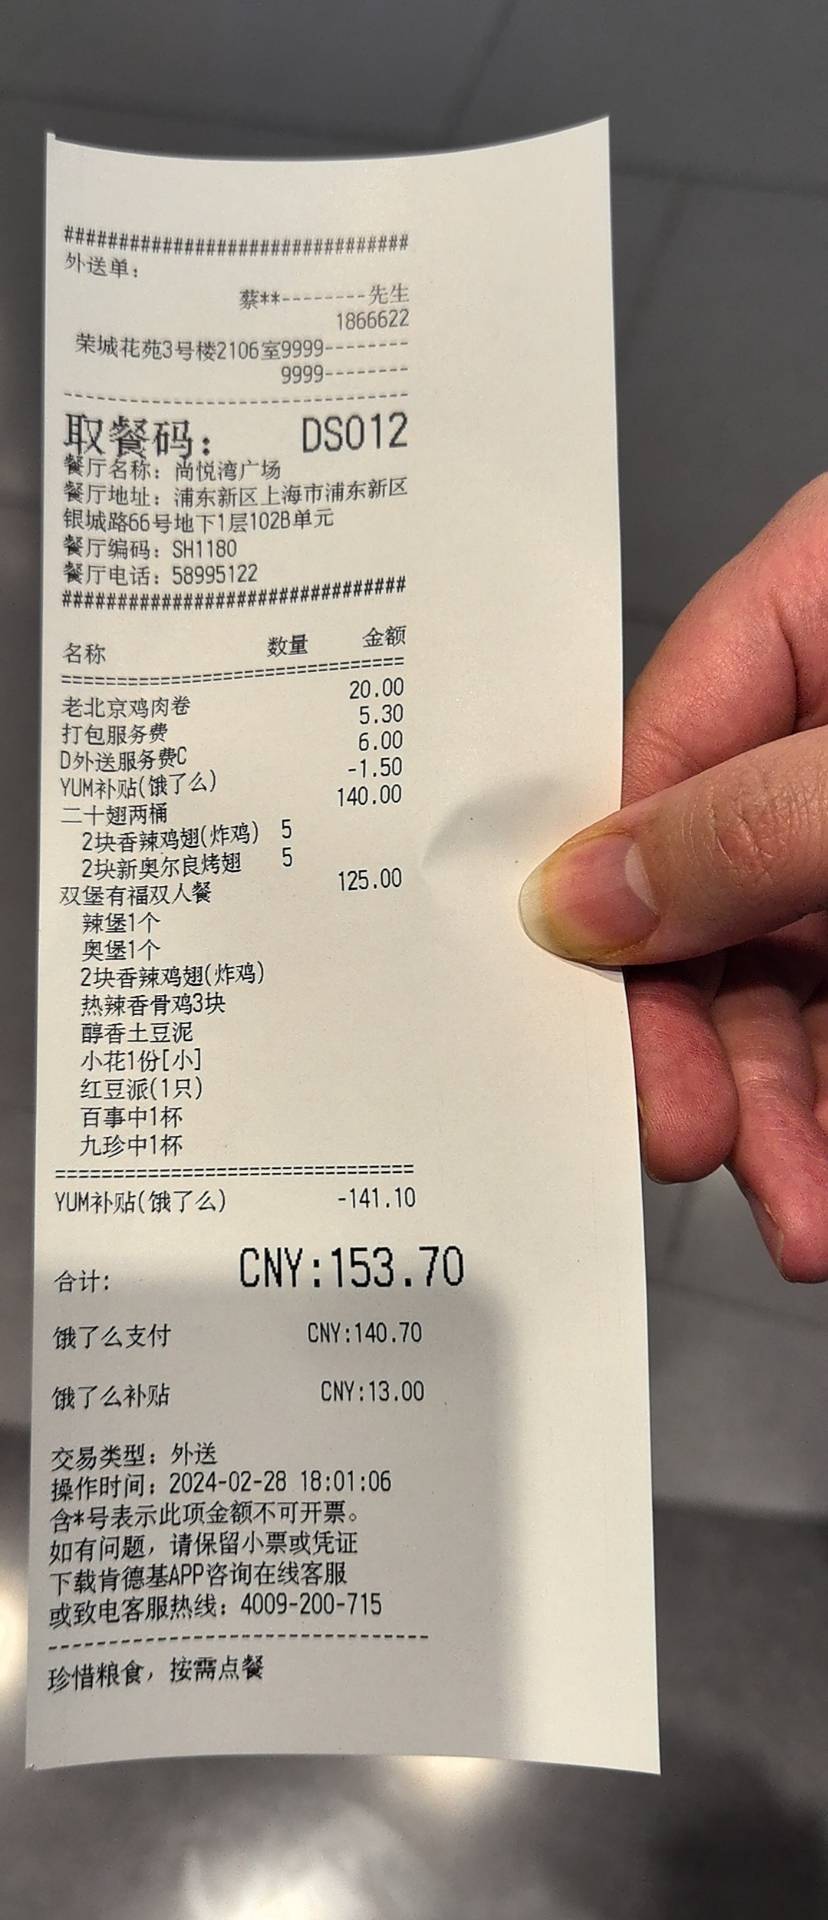 ################################
外送单：
蔡**--------先生
1866622
荣城花苑3号楼2106室9999--------
9999--------
--------------------------------
取餐码： DS012
餐厅名称：尚悦湾广场
餐厅地址：浦东新区上海市浦东新区
银城路66号地下1层102B单元
餐厅编码：SH1180
餐厅电话：58995122
################################
名称 数量 金额
================================
老北京鸡肉卷 20.00
打包服务费 5.30
D外送服务费C 6.00
YUM补贴(饿了么) -1.50
二十翅两桶 140.00
2块香辣鸡翅(炸鸡) 5
2块新奥尔良烤翅 5
双堡有福双人餐 125.00
辣堡1个
奥堡1个
2块香辣鸡翅(炸鸡)
热辣香骨鸡3块
醇香土豆泥
小花1份[小]
红豆派(1只)
百事中1杯
九珍中1杯
================================
YUM补贴(饿了么) -141.10
合计: CNY:153.70
饿了么支付 CNY:140.70
饿了么补贴 CNY:13.00
交易类型：外送
操作时间：2024-02-28 18:01:06
含*号表示此项金额不可开票。
如有问题，请保留小票或凭证
下载肯德基APP咨询在线客服
或致电客服热线：4009-200-715
--------------------------------
珍惜粮食，按需点餐